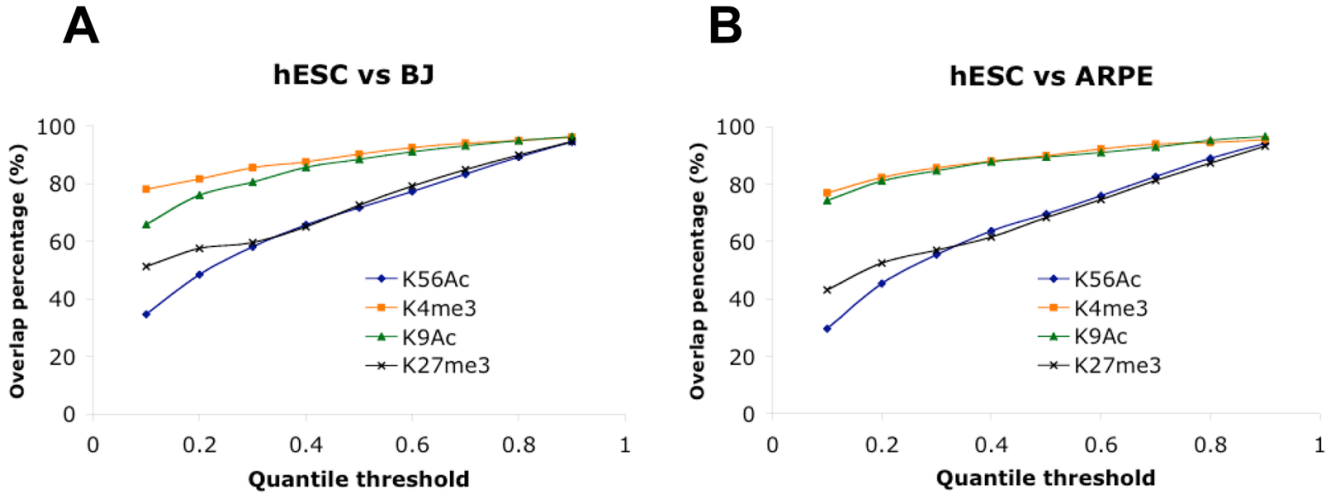 A
hESC vs BJ
Overlap percentage (%)
100
80
60
40
20
0
0
0.2
0.4
0.6
0.8
1
Quantile threshold
K56Ac
K4me3
K9Ac
K27me3
B
hESC vs ARPE
Overlap pencentage (%)
100
80
60
40
20
0
0
0.2
0.4
0.6
0.8
1
Quantile threshold
K56Ac
K4me3
K9Ac
K27me3